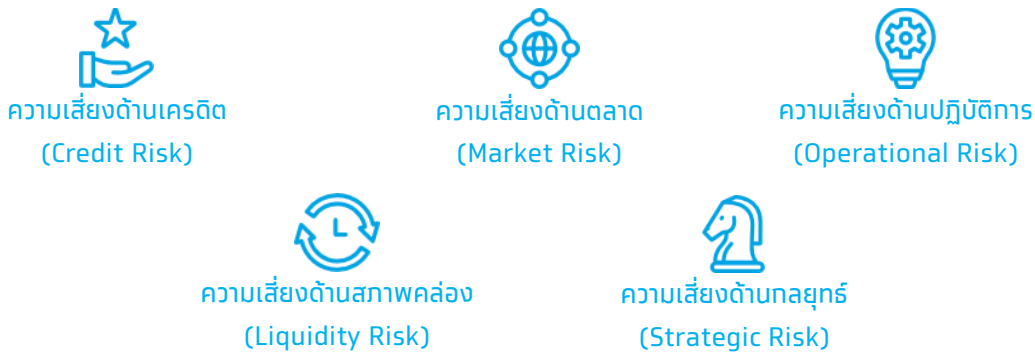 ความเสี่ยงด้านเครดิต
(Credit Risk)
ความเสี่ยงด้านตลาด
(Market Risk)
ความเสี่ยงด้านปฏิบัติการ
(Operational Risk)
ความเสี่ยงด้านสภาพคล่อง
(Liquidity Risk)
ความเสี่ยงด้านกลยุทธ์
(Strategic Risk)